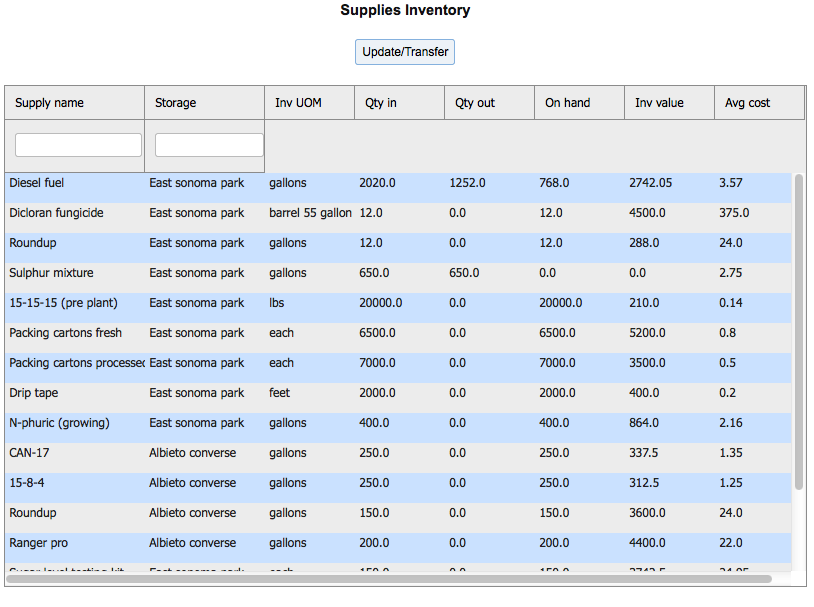 Supplies Inventory
Update/Transfer
Supply name Storage Inv UOM Qty in Qty out On hand Inv value Avg cost
Diesel fuel East sonoma park gallons 2020.0 1252.0 768.0 2742.05 3.57
Dicloran fungicide East sonoma park barrel 55 gallon 12.0 0.0 12.0 4500.0 375.0
Roundup East sonoma park gallons 12.0 0.0 12.0 288.0 24.0
Sulphur mixture East sonoma park gallons 650.0 650.0 0.0 0.0 2.75
15-15-15 (pre plant) East sonoma park lbs 20000.0 0.0 20000.0 210.0 0.14
Packing cartons fresh East sonoma park each 6500.0 0.0 6500.0 5200.0 0.8
Packing cartons processed East sonoma park each 7000.0 0.0 7000.0 3500.0 0.5
Drip tape East sonoma park feet 2000.0 0.0 2000.0 400.0 0.2
N-phuric (growing) East sonoma park gallons 400.0 0.0 400.0 864.0 2.16
CAN-17 Albieto converse gallons 250.0 0.0 250.0 337.5 1.35
15-8-4 Albieto converse gallons 250.0 0.0 250.0 312.5 1.25
Roundup Albieto converse gallons 150.0 0.0 150.0 3600.0 24.0
Ranger pro Albieto converse gallons 200.0 0.0 200.0 4400.0 22.0